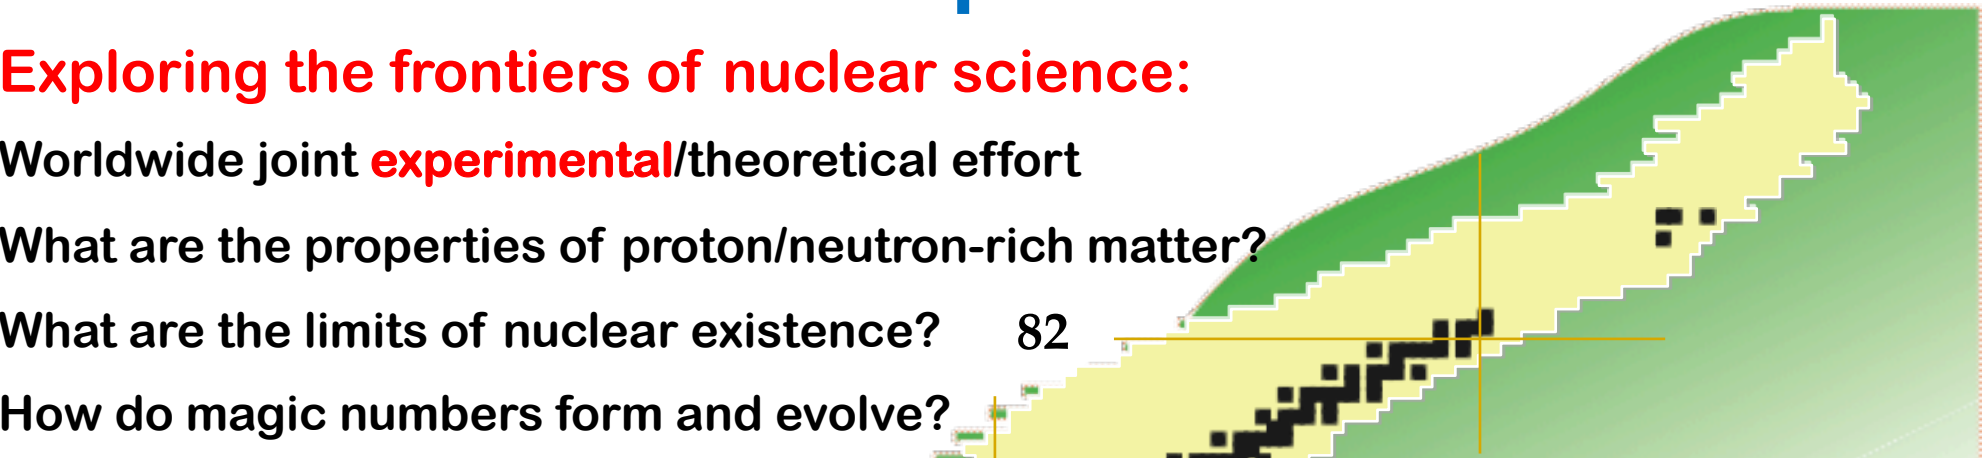 Exploring the frontiers of nuclear science:
Worldwide joint experimental/theoretical effort
What are the properties of proton/neutron-rich matter?
What are the limits of nuclear existence?
82
How do magic numbers form and evolve?